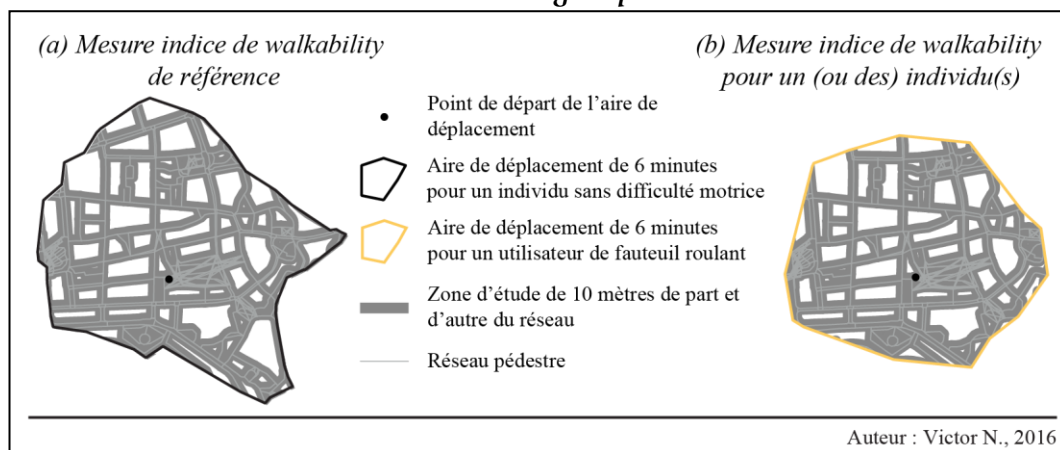 (a) Mesure indice de walkability
de référence
Point de départ de l'aire de
déplacement
Aire de déplacement de 6 minutes
pour un individu sans difficulté motrice
Aire de déplacement de 6 minutes
pour un utilisateur de fauteuil roulant
Zone d'étude de 10 mètres de part et
d'autre du réseau
Réseau pédestre
(b) Mesure indice de walkability
pour un (ou des) individu(s)
Auteur : Victor N., 2016